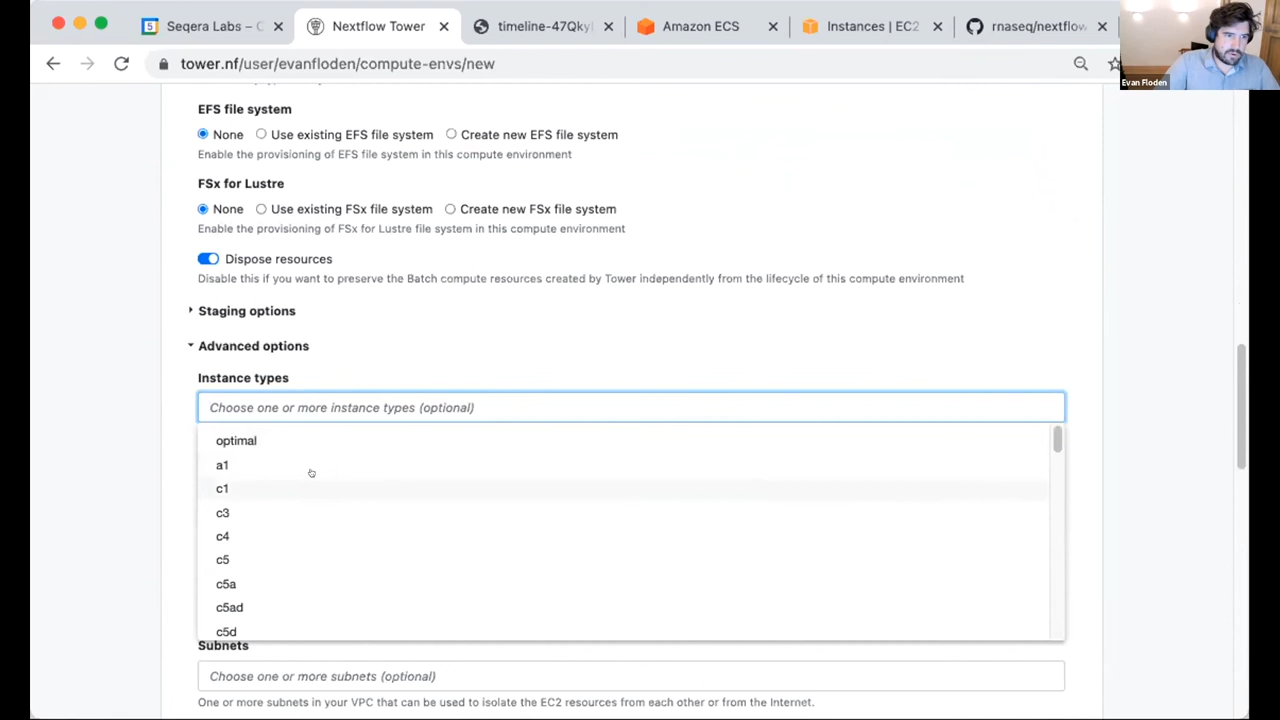 Seqera Labs – C
Nextflow Tower
timeline-47Qkyl
Amazon ECS
Instances | EC2
rnaseq/nextflow
tower.nf/user/evanfloden/compute-envs/new
Evan Floden
EFS file system
None
Use existing EFS file system
Create new EFS file system
Enable the provisioning of EFS file system in this compute environment
FSx for Lustre
None
Use existing FSx file system
Create new FSx file system
Enable the provisioning of FSx for Lustre file system in this compute environment
Dispose resources
Disable this if you want to preserve the Batch compute resources created by Tower independently from the lifecycle of this compute environment
Staging options
Advanced options
Instance types
Choose one or more instance types (optional)
optimal
a1
c1
c3
c4
c5
c5a
c5ad
c5d
Subnets
Choose one or more subnets (optional)
One or more subnets in your VPC that can be used to isolate the EC2 resources from each other or from the Internet.